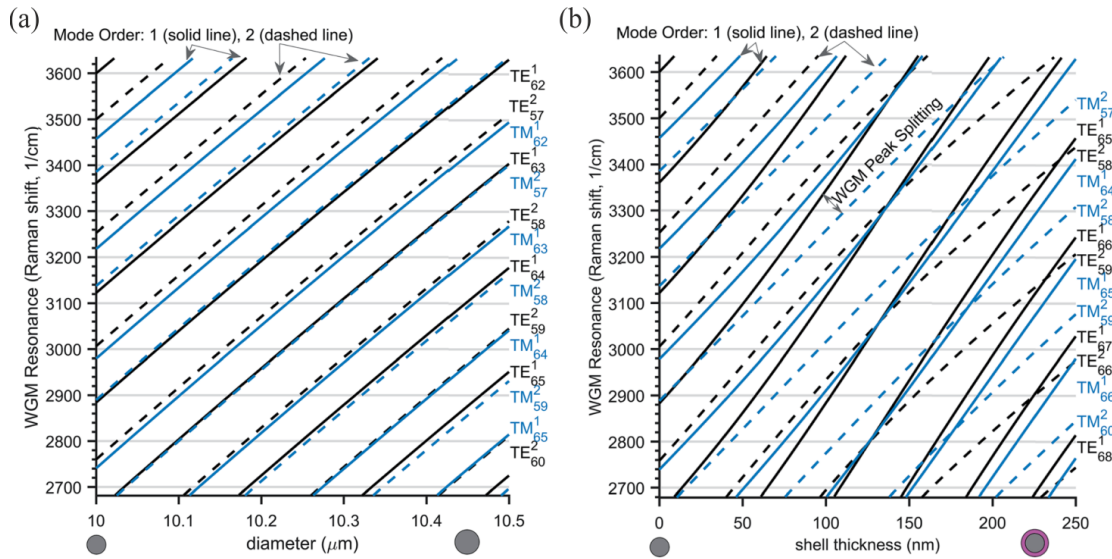 (a)
Mode Order: 1 (solid line), 2 (dashed line)
WGM Resonance (Raman shift, 1/cm)
3600
3500
3400
3300
3200
3100
3000
2900
2800
2700
TE¹₆₂
TE²₅₇
TM¹₆₂
TE¹₆₃
TM²₅₇
TE²₅₈
TM¹₆₃
TE¹₆₄
TM²₅₈
TE²₅₉
TM¹₆₄
TE¹₆₅
TM²₅₉
TM¹₆₅
TE²₆₀
10 10.1 10.2 10.3 10.4 10.5
diameter (μm)
(b)
Mode Order: 1 (solid line), 2 (dashed line)
WGM Resonance (Raman shift, 1/cm)
3600
3500
3400
3300
3200
3100
3000
2900
2800
2700
WGM Peak Splitting
TM²₅₇
TE¹₆₅
TE²₅₈
TM¹₆₄
TM²₅₈
TE¹₆₆
TE²₅₉
TM¹₆₅
TM²₅₉
TE¹₆₇
TE²₆₆
TM¹₆₆
TM²₆₀
TE¹₆₈
0 50 100 150 200 250
shell thickness (nm)